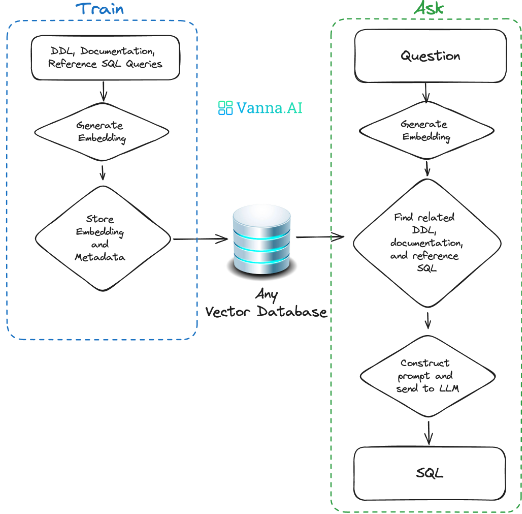 Train
DDL, Documentation,
Reference SQL Queries
Generate
Embedding
Store
Embedding
and
Metadata
Vanna.AI
Any
Vector Database
Ask
Question
Generate
Embedding
Find related
DDL,
documentation,
and reference
SQL
Construct
prompt and
send to LLM
SQL